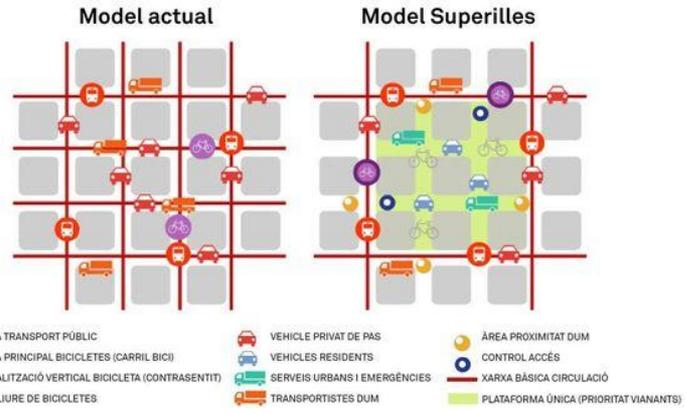 Model actual
Model Superilles
A TRANSPORT PÚBLIC
A PRINCIPAL BICICLETES (CARRIL BICI)
ALITZACIÓ VERTICAL BICICLETA (CONTRASENTIT)
LIURE DE BICICLETES
VEHICLE PRIVAT DE PAS
VEHICLES RESIDENTS
SERVEIS URBANS I EMERGÈNCIES
TRANSPORTISTES DUM
ÀREA PROXIMITAT DUM
CONTROL ACCÉS
XARXA BÀSICA CIRCULACIÓ
PLATAFORMA ÚNICA (PRIORITAT VIANANTS)